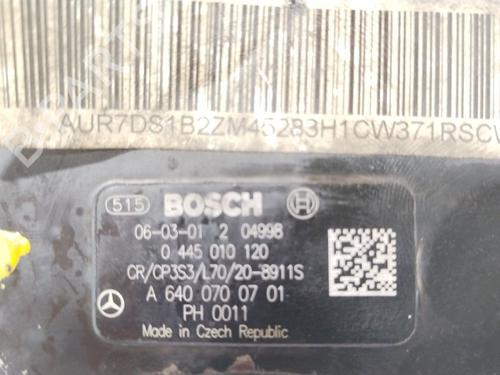 AUR7DS1B2ZM45283H1CW371RSCV
515 BOSCH
06-03-01 2 04998
0 445 010 120
CR/CP3S3/L70/20-8911S
A 640 070 07 01
PH 0011
Made in Czech Republic